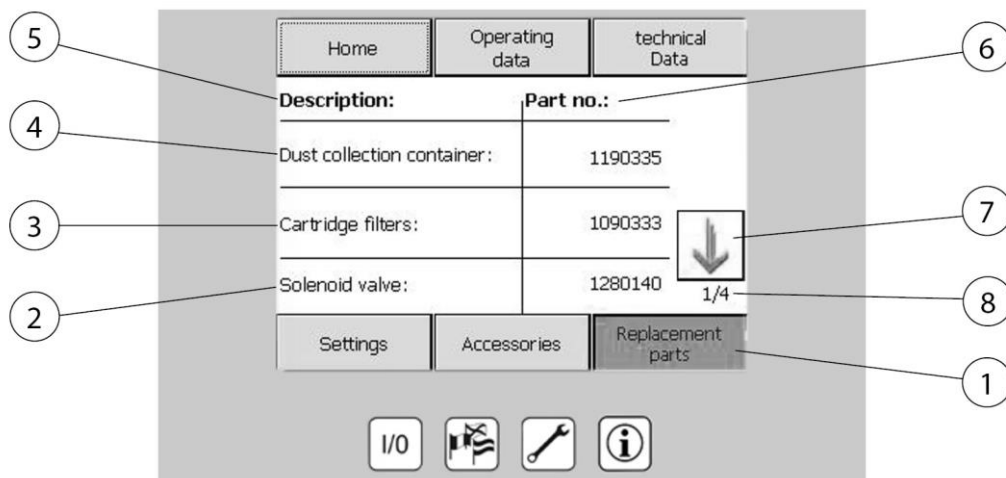 5
Home
Operating
data
technical
Data
6
Description:
Part no.:
4
Dust collection container:
1190335
3
Cartridge filters:
1090333
7
2
Solenoid valve:
1280140
1/4
8
Settings
Accessories
Replacement
parts
1
I/0
i